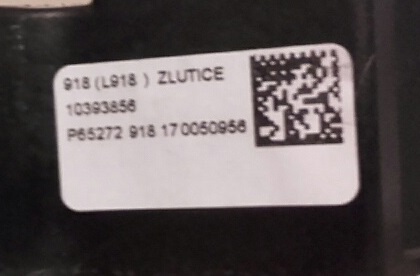 918 (L918 ) ZLUTICE
10393856
P65272 918 17 0050956